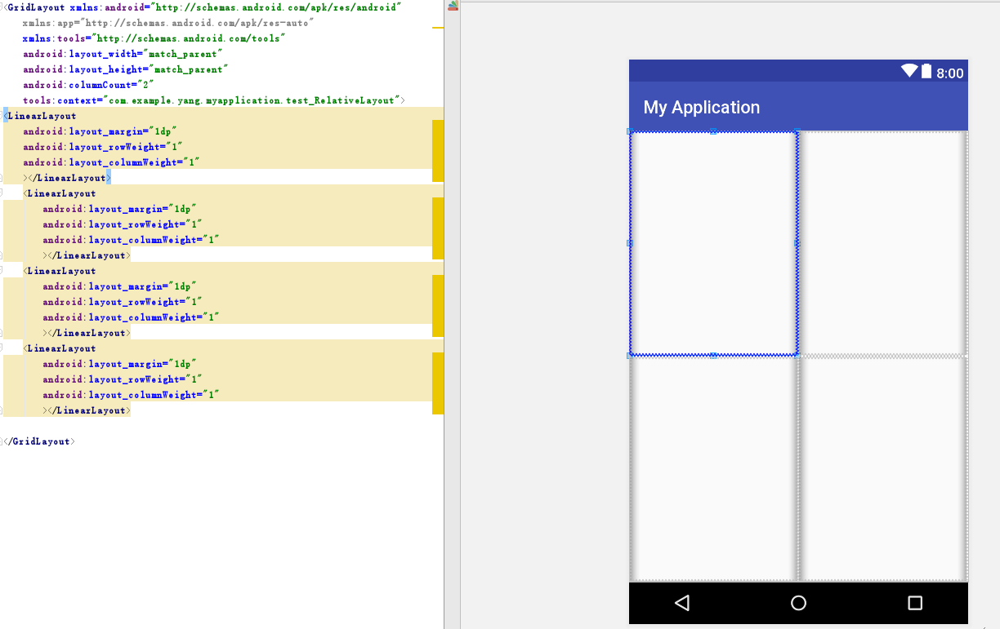 <GridLayout xmlns:android="http://schemas.android.com/apk/res/android"
xmlns:app="http://schemas.android.com/apk/res-auto"
xmlns:tools="http://schemas.android.com/tools"
android:layout_width="match_parent"
android:layout_height="match_parent"
android:columnCount="2"
tools:context="com.example.yang.myapplication.test_RelativeLayout">
<LinearLayout
android:layout_margin="1dp"
android:layout_rowWeight="1"
android:layout_columnWeight="1"
></LinearLayout>
<LinearLayout
android:layout_margin="1dp"
android:layout_rowWeight="1"
android:layout_columnWeight="1"
></LinearLayout>
<LinearLayout
android:layout_margin="1dp"
android:layout_rowWeight="1"
android:layout_columnWeight="1"
></LinearLayout>
<LinearLayout
android:layout_margin="1dp"
android:layout_rowWeight="1"
android:layout_columnWeight="1"
></LinearLayout>
</GridLayout>
8:00
My Application